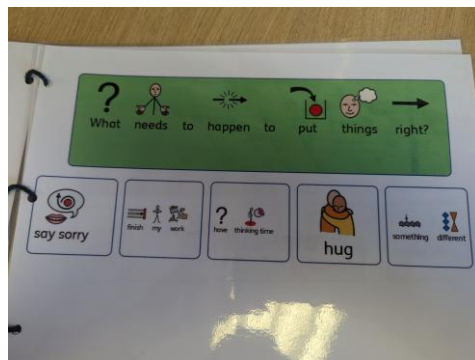 What needs to happen to put things right?
say sorry
finish my work
have thinking time
hug
something different